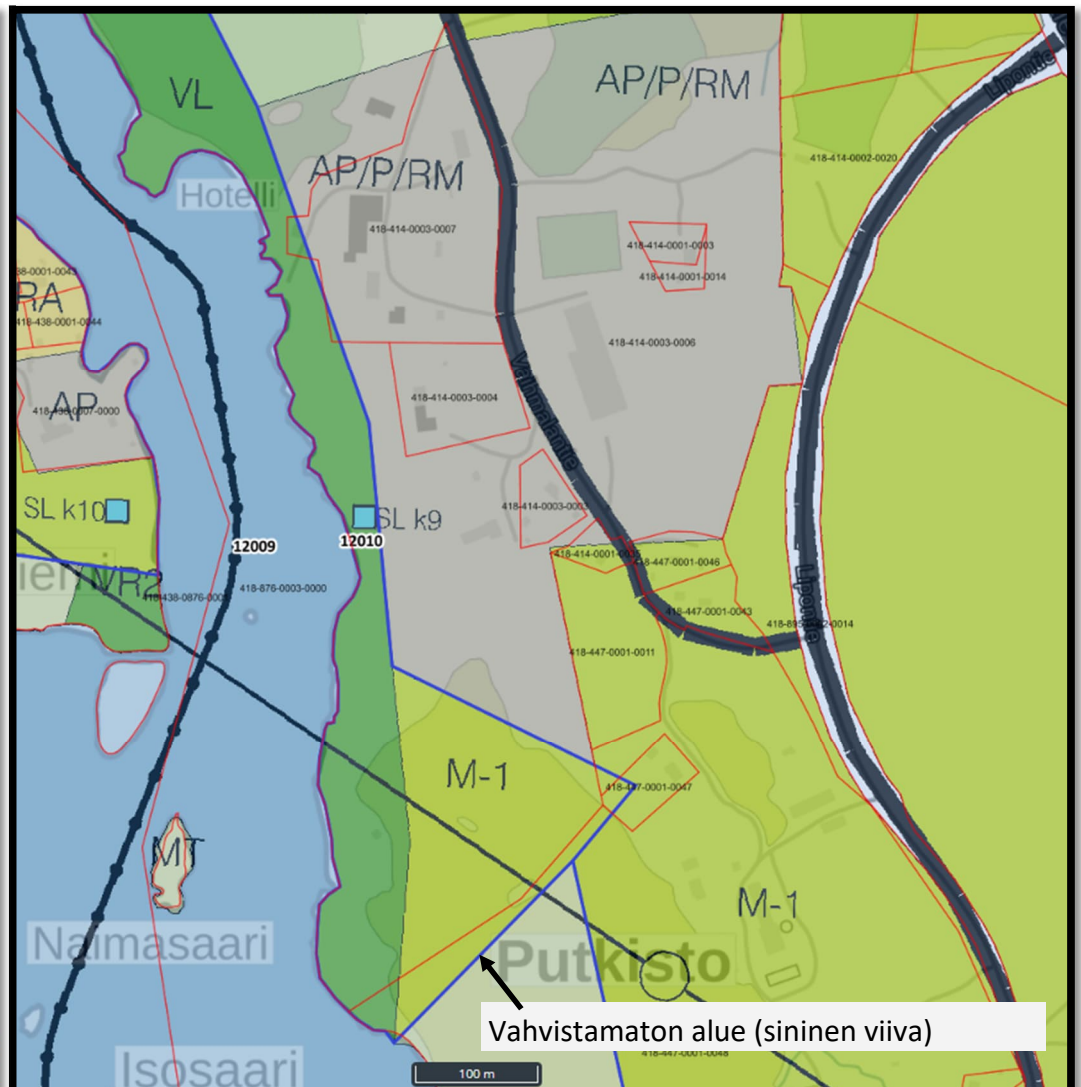 VL
AP/P/RM
Lipontie
418-414-0002-0020
AP/P/RM
Hotelli
418-414-0003-0007
418-414-0001-0003
418-414-0001-0014
RA
418-438-0001-0044
418-414-0003-0006
Vaihmalantie
AP
418-414-0003-0004
SL k10
SL k9
418-414-0003-0003
12009
12010
418-447-0001-0046
VR2
418-876-0003-0000
418-447-0001-0043
Lipontie
418-447-0001-0011
M-1
418-447-0001-0047
MT
M-1
Naimasaari
Putkisto
Vahvistamaton alue (sininen viiva)
418-447-0001-0048
Isosaari
100 m